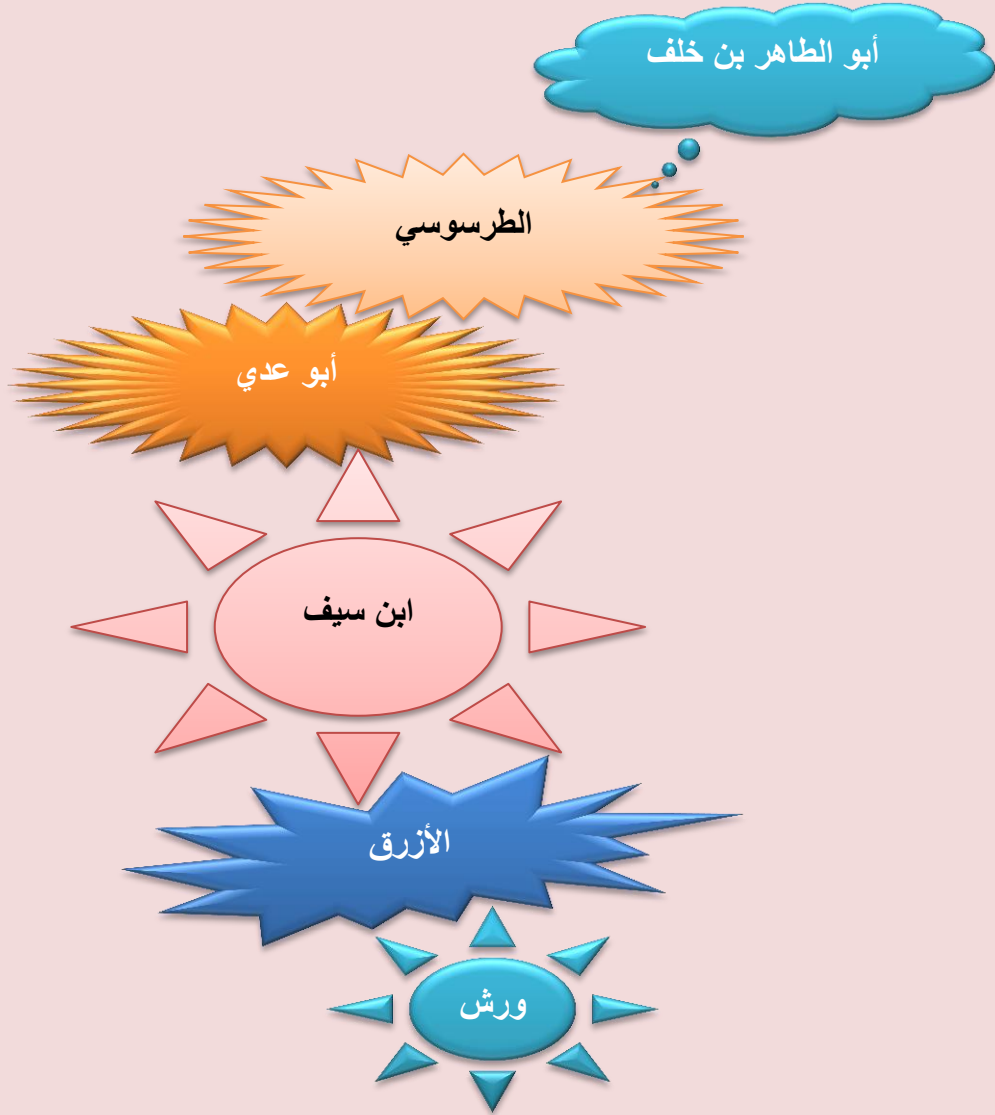 أبو الطاهر بن خلف
الطرسوسي
أبو عدي
ابن سيف
الأزرق
ورش